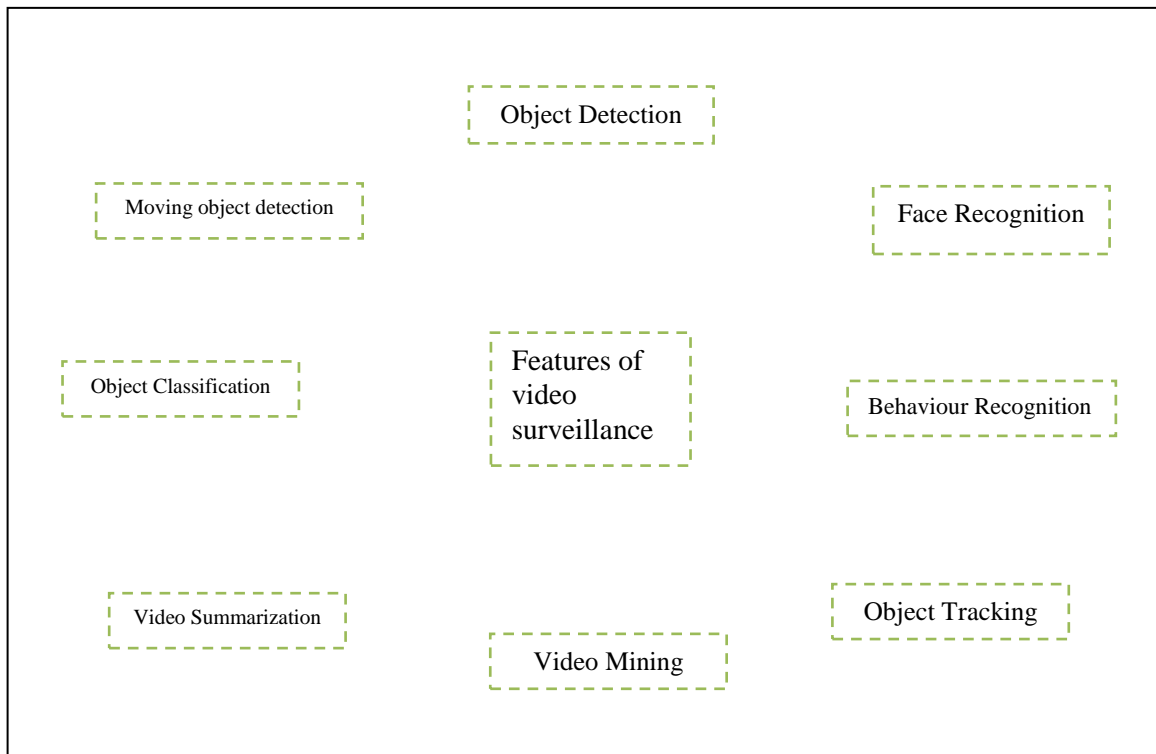 Object Detection
Moving object detection
Face Recognition
Features of
video
surveillance
Object Classification
Behaviour Recognition
Video Summarization
Object Tracking
Video Mining